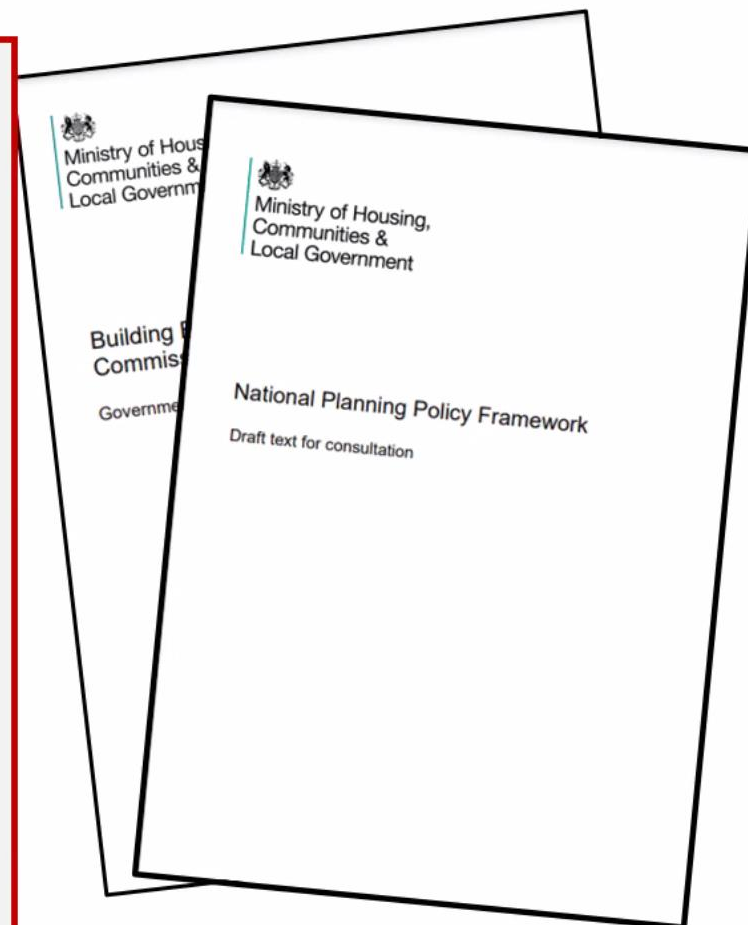 Ministry of Hous
Communities &
Local Governm
Building
Commis
Governme
Ministry of Housing,
Communities &
Local Government
National Planning Policy Framework
Draft text for consultation